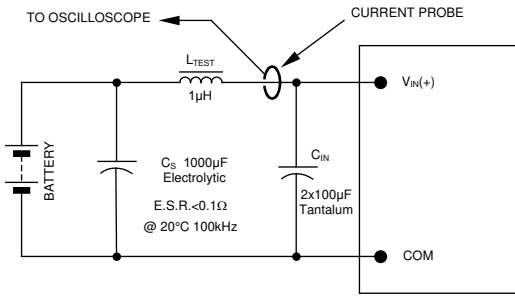 TO OSCILLOSCOPE
CURRENT PROBE
LTEST
1µH
VIN(+)
BATTERY
CS 1000µF
Electrolytic
E.S.R.<0.1Ω
@ 20°C 100kHz
CIN
2x100µF
Tantalum
COM